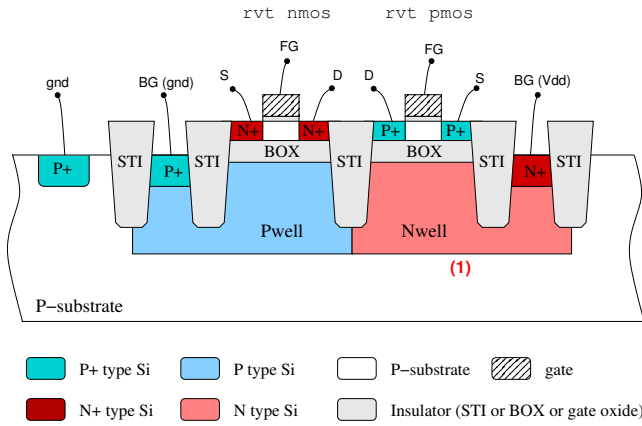 rvt nmos rvt pmos
FG FG
gnd BG (gnd) S D D S BG (Vdd)
P+ STI P+ STI N+ N+ STI P+ P+ STI N+ STI
BOX BOX
Pwell Nwell
(1)
P−substrate
P+ type Si P type Si P−substrate gate
N+ type Si N type Si Insulator (STI or BOX or gate oxide)